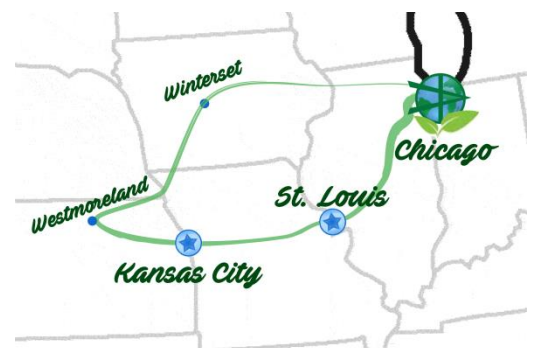 Winterset
Chicago
Westmoreland
St. Louis
Kansas City